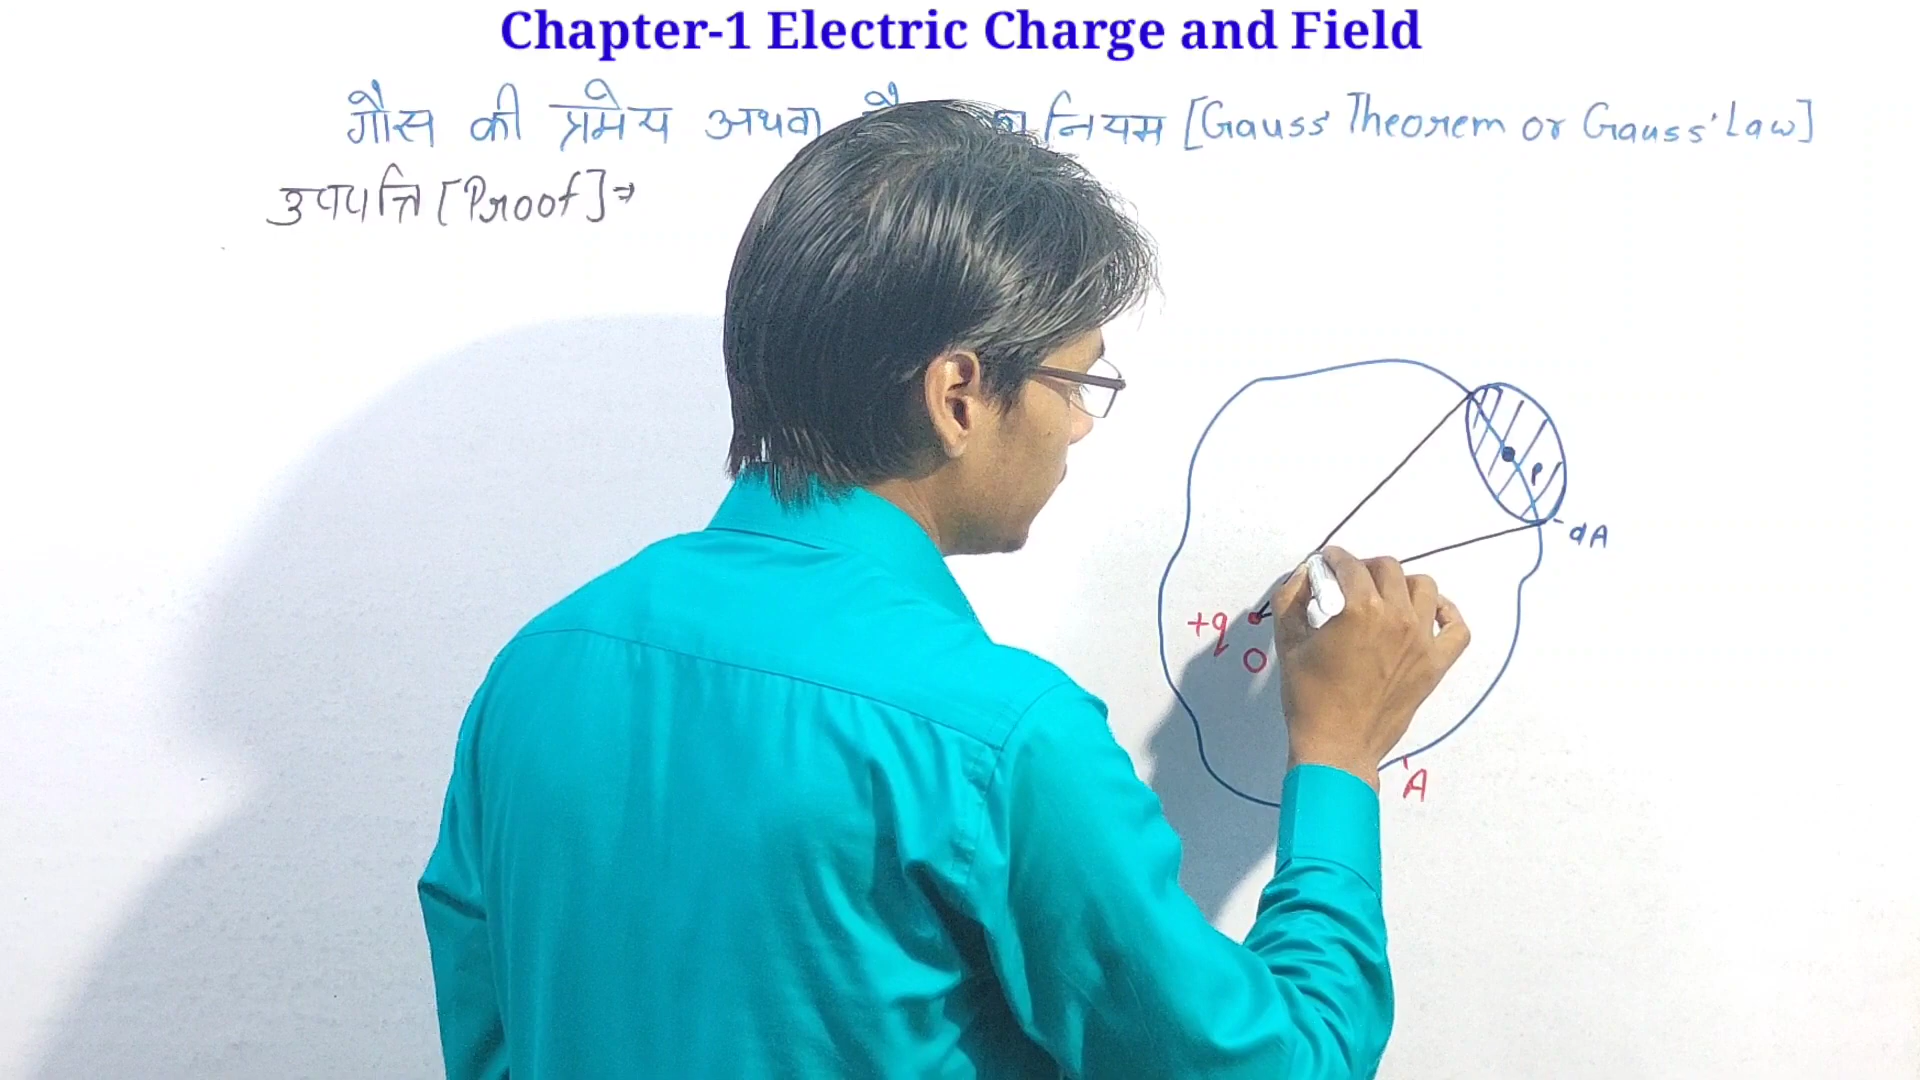 Chapter-1 Electric Charge and Field
गौस की प्रमेय अथवा नियम [Gauss' Theorem or Gauss' Law]
उपपत्ति [Proof]⇒
P
dA
+q
O
A